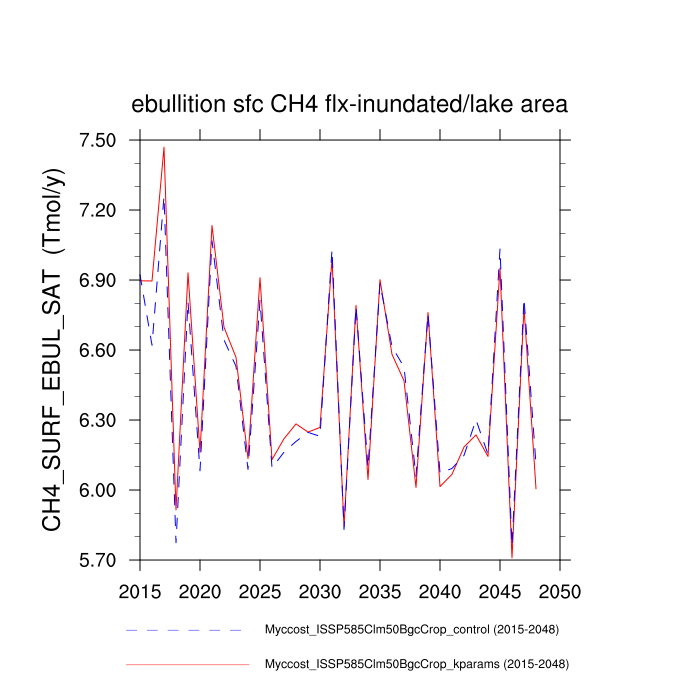 ebullition sfc CH4 flx-inundated/lake area
CH4_SURF_EBUL_SAT (Tmol/y)
7.50
7.20
6.90
6.60
6.30
6.00
5.70
2015 2020 2025 2030 2035 2040 2045 2050
Myccost_ISSP585Clm50BgcCrop_control (2015-2048)
Myccost_ISSP585Clm50BgcCrop_kparams (2015-2048)